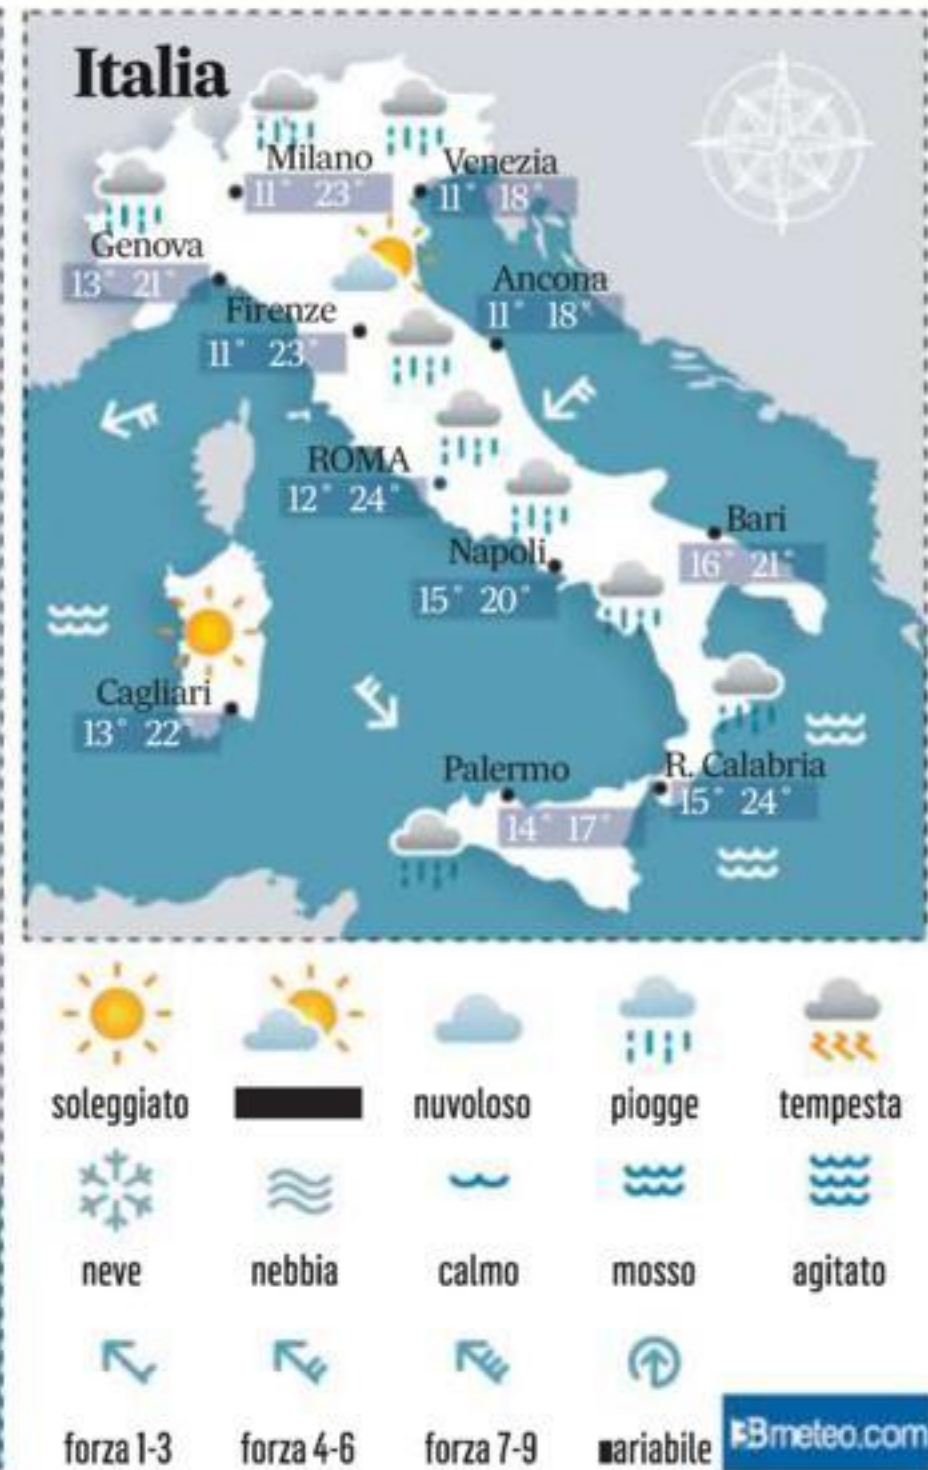 Italia
Milano
11° 23°
Venezia
11° 18°
Genova
13° 21°
Ancona
11° 18°
Firenze
11° 23°
ROMA
12° 24°
Bari
16° 21°
Napoli
15° 20°
Cagliari
13° 22°
Palermo
14° 17°
R. Calabria
15° 24°
soleggiato
nuvoloso
piogge
tempesta
neve
nebbia
calmo
mosso
agitato
forza 1-3
forza 4-6
forza 7-9
ariabile
3Bmeteo.com